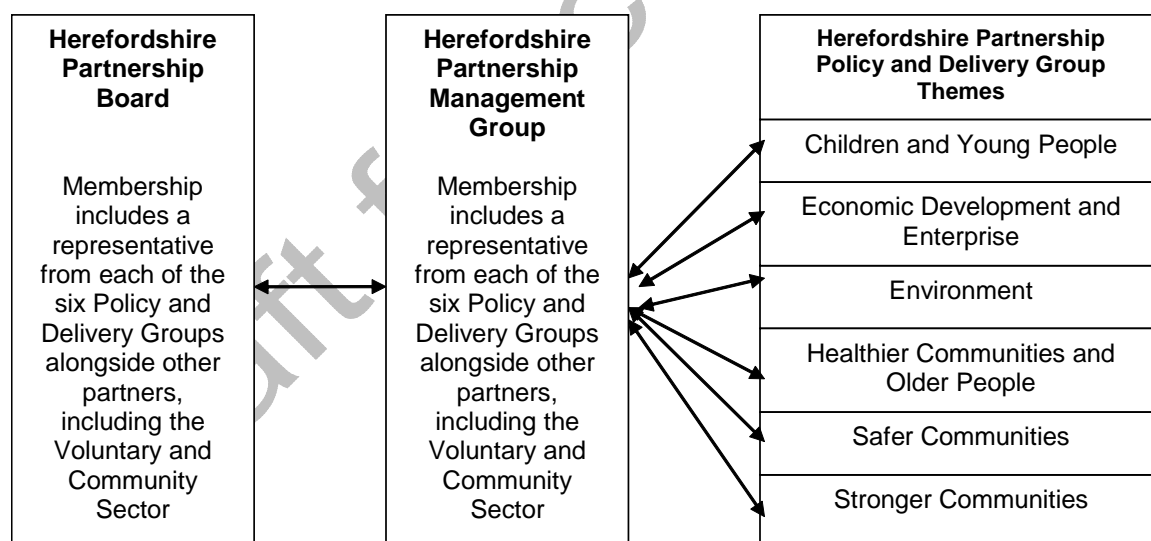 Herefordshire
Partnership
Board
Membership
includes a
representative
from each of the
six Policy and
Delivery Groups
alongside other
partners,
including the
Voluntary and
Community
Sector
Herefordshire
Partnership
Management
Group
Membership
includes a
representative
from each of the
six Policy and
Delivery Groups
alongside other
partners,
including the
Voluntary and
Community
Sector
Herefordshire Partnership
Policy and Delivery Group
Themes
Children and Young People
Economic Development and
Enterprise
Environment
Healthier Communities and
Older People
Safer Communities
Stronger Communities